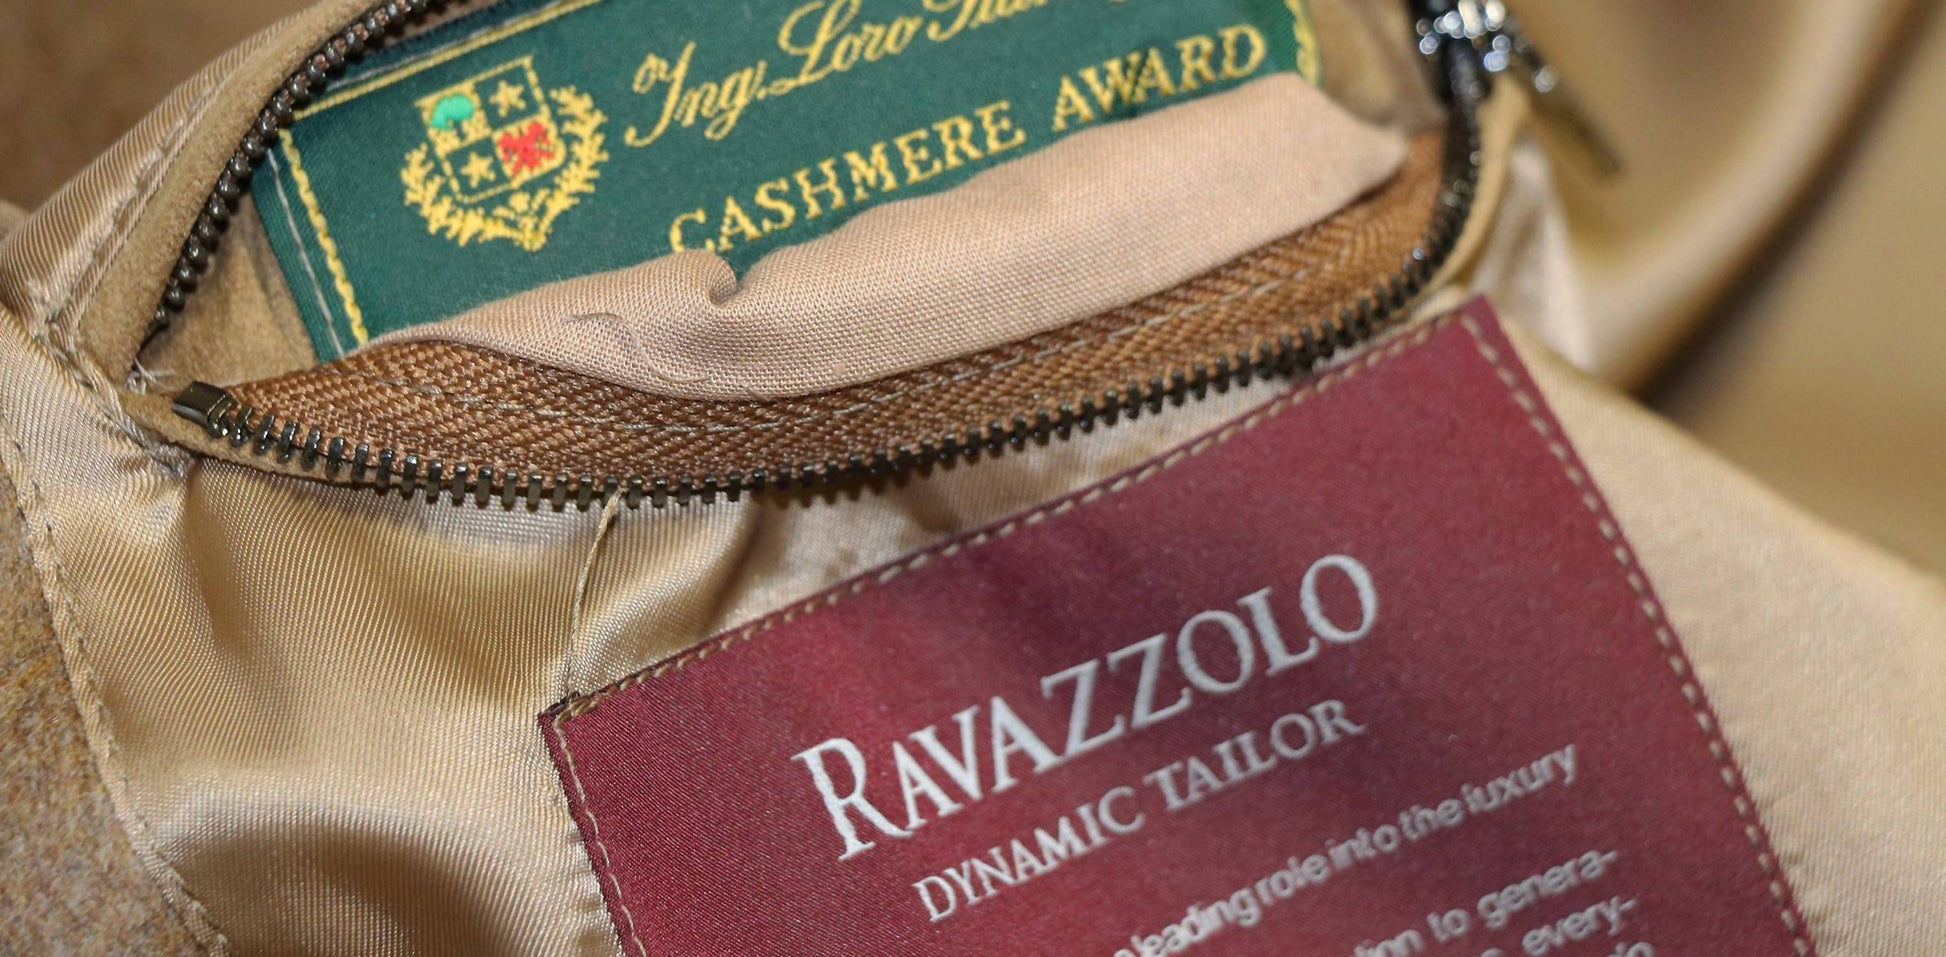 Ing. Loro
CASHMERE AWARD
RAVAZZOLO
DYNAMIC TAILOR
leading role into the luxury
to genera-
every-